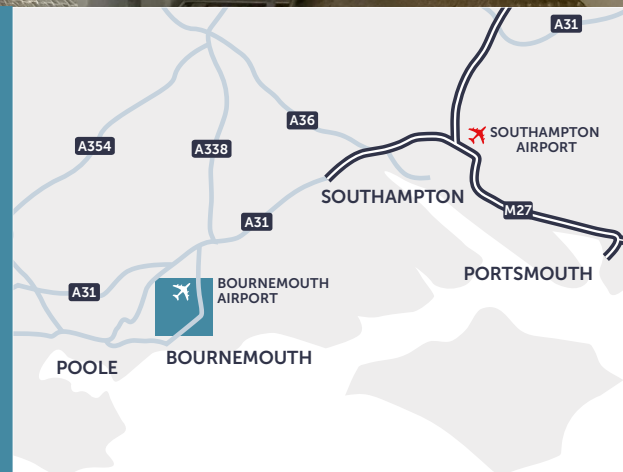 A31
A36
SOUTHAMPTON
AIRPORT
A354
A338
SOUTHAMPTON
M27
A31
PORTSMOUTH
BOURNEMOUTH
AIRPORT
A31
BOURNEMOUTH
POOLE